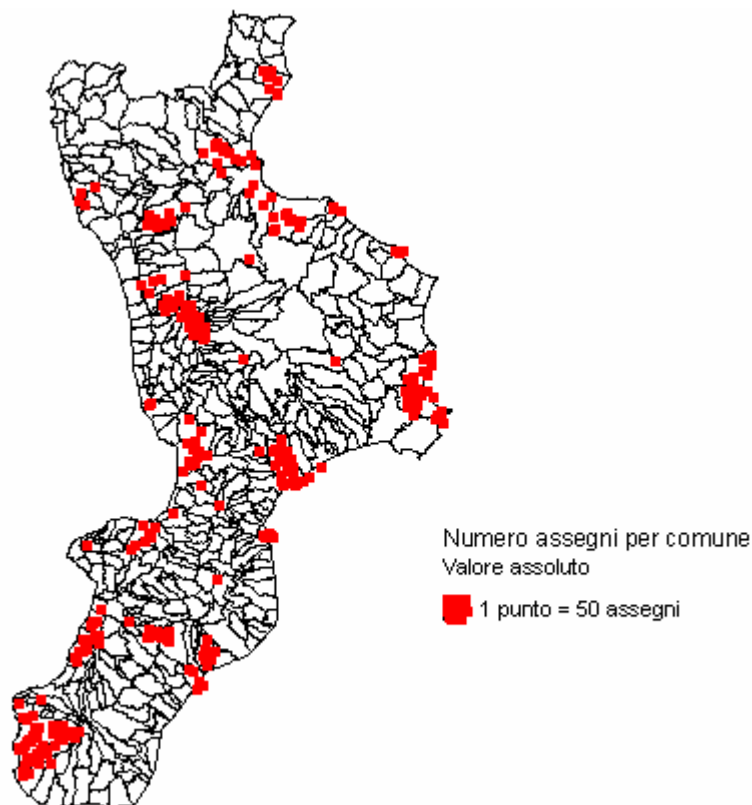 Numero assegni per comune
Valore assoluto
1 punto = 50 assegni